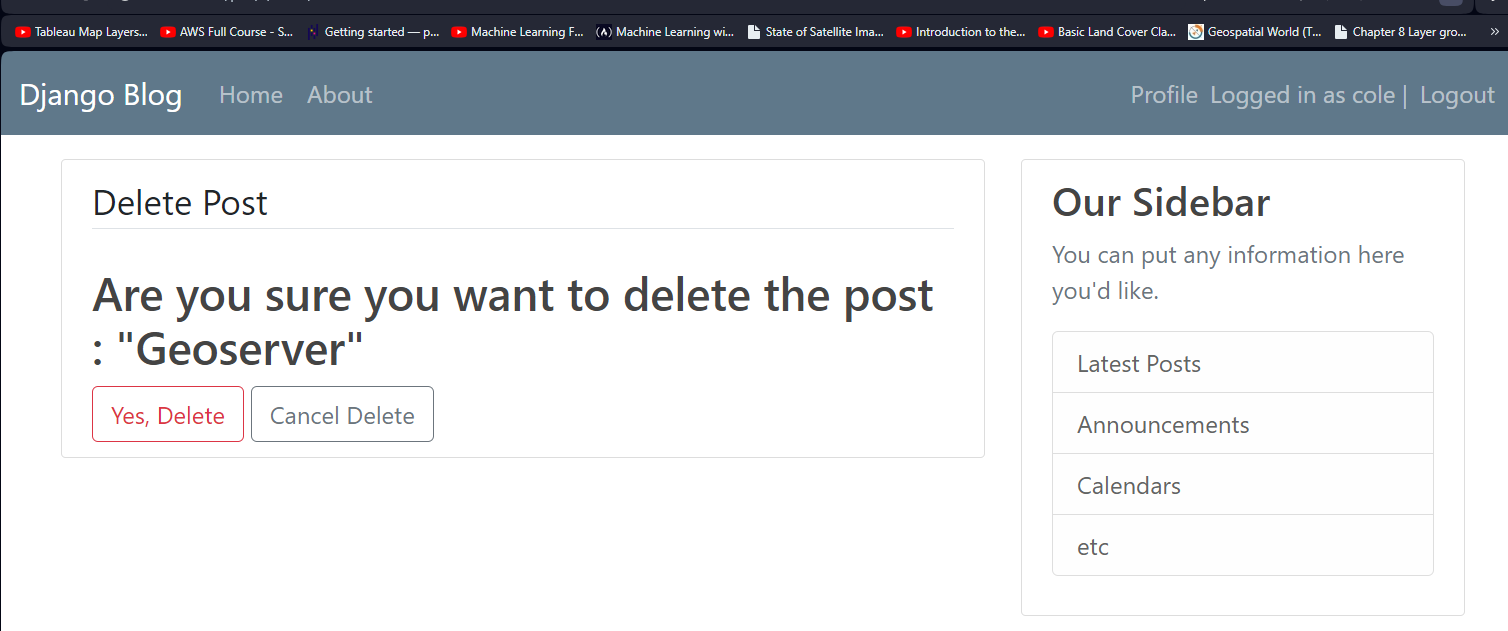 Tableau Map Layers... AWS Full Course - S... Getting started — p... Machine Learning F... Machine Learning wi... State of Satellite Ima... Introduction to the... Basic Land Cover Cla... Geospatial World (T... Chapter 8 Layer gro... »
Django Blog Home About Profile Logged in as cole | Logout
Delete Post
Are you sure you want to delete the post
: "Geoserver"
Yes, Delete Cancel Delete
Our Sidebar
You can put any information here
you'd like.
Latest Posts
Announcements
Calendars
etc